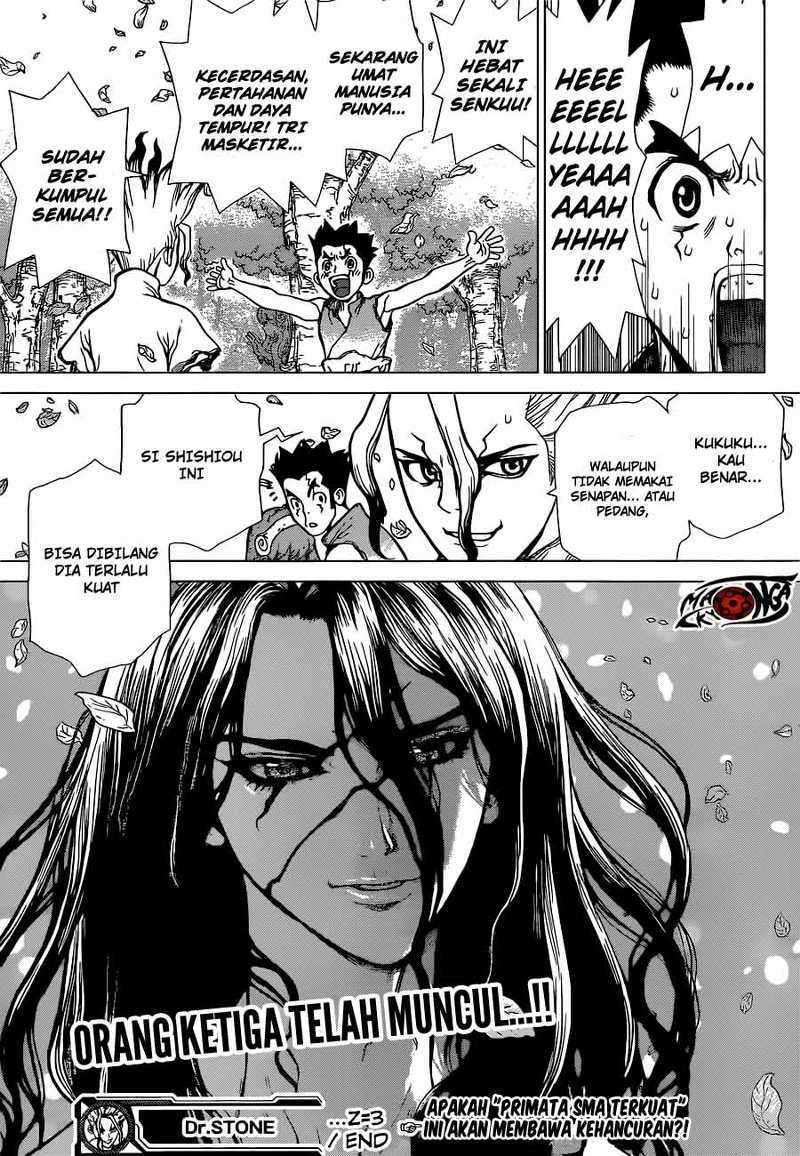 H...
HEEE
EEEEL
LLLLLL
YEAAA
AAAH
HHHH
!!!
INI
HEBAT
SEKALI
SENKUU!
SEKARANG
UMAT
MANUSIA
PUNYA...
KECERDASAN,
PERTAHANAN
DAN DAYA
TEMPUR! TRI
MASKETIR...
SUDAH
BER-
KUMPUL
SEMUA!!
KUKUKU...
KAU
BENAR...
WALAUPUN
TIDAK MEMAKAI
SENAPAN... ATAU
PEDANG,
SI SHISHIOU
INI
BISA DIBILANG
DIA TERLALU
KUAT
MANGAKYO
ORANG KETIGA TELAH MUNCUL...!!
Dr.STONE
...Z=3
/ END
APAKAH "PRIMATA SMA TERKUAT"
INI AKAN MEMBAWA KEHANCURAN?!